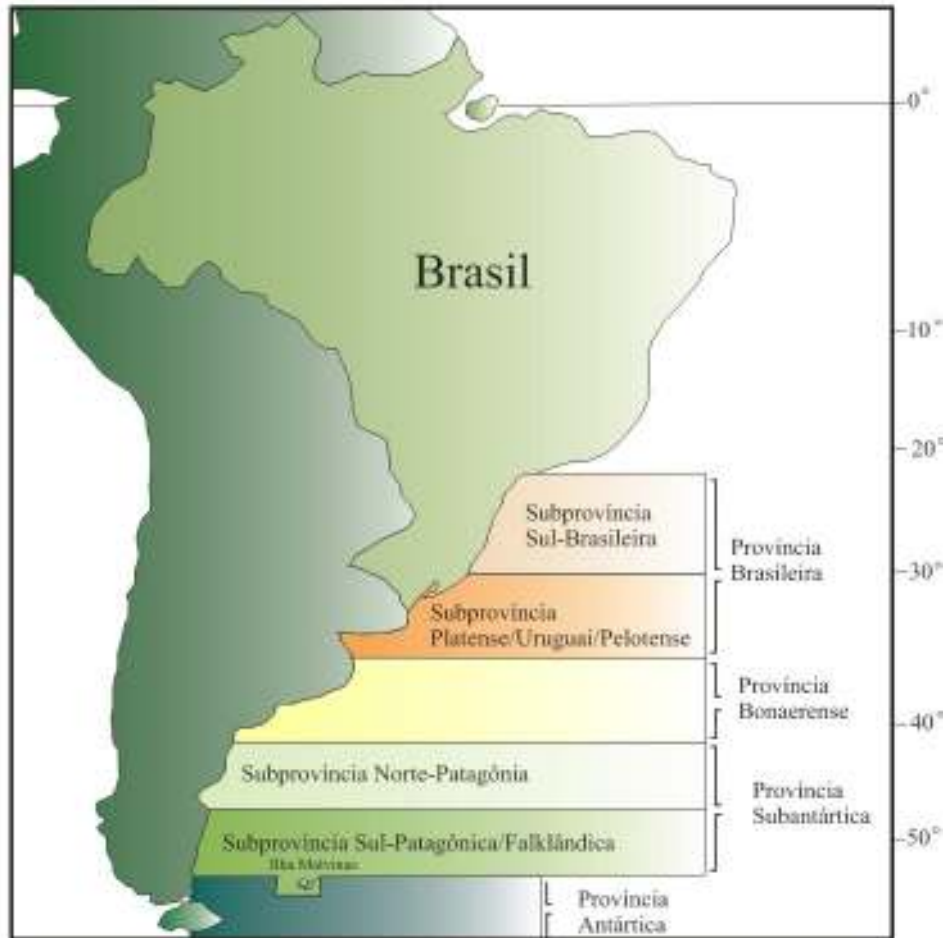 0°
Brasil
10°
20°
Subprovíncia
Sul-Brasileira
Província
Brasileira
30°
Subprovíncia
Platense/Uruguai/Pelotense
Província
Bonaerense
40°
Subprovíncia Norte-Patagônia
Província
Subantártica
Subprovíncia Sul-Patagônica/Falklândica
50°
Ilha Malvinas
Província
Antártica